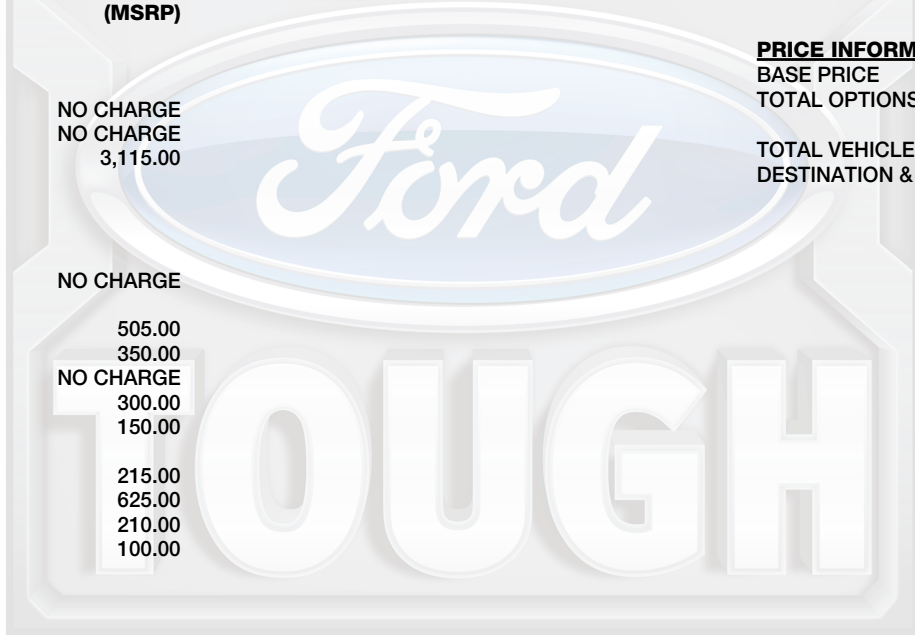 (MSRP)
NO CHARGE
NO CHARGE
3,115.00
NO CHARGE
505.00
350.00
NO CHARGE
300.00
150.00
215.00
625.00
210.00
100.00
PRICE INFORM
BASE PRICE
TOTAL OPTIONS
TOTAL VEHICLE
DESTINATION &
Ford
TOUGH